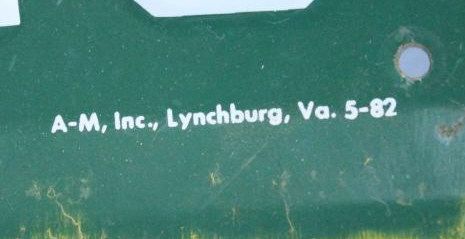 A-M, Inc., Lynchburg, Va. 5-82